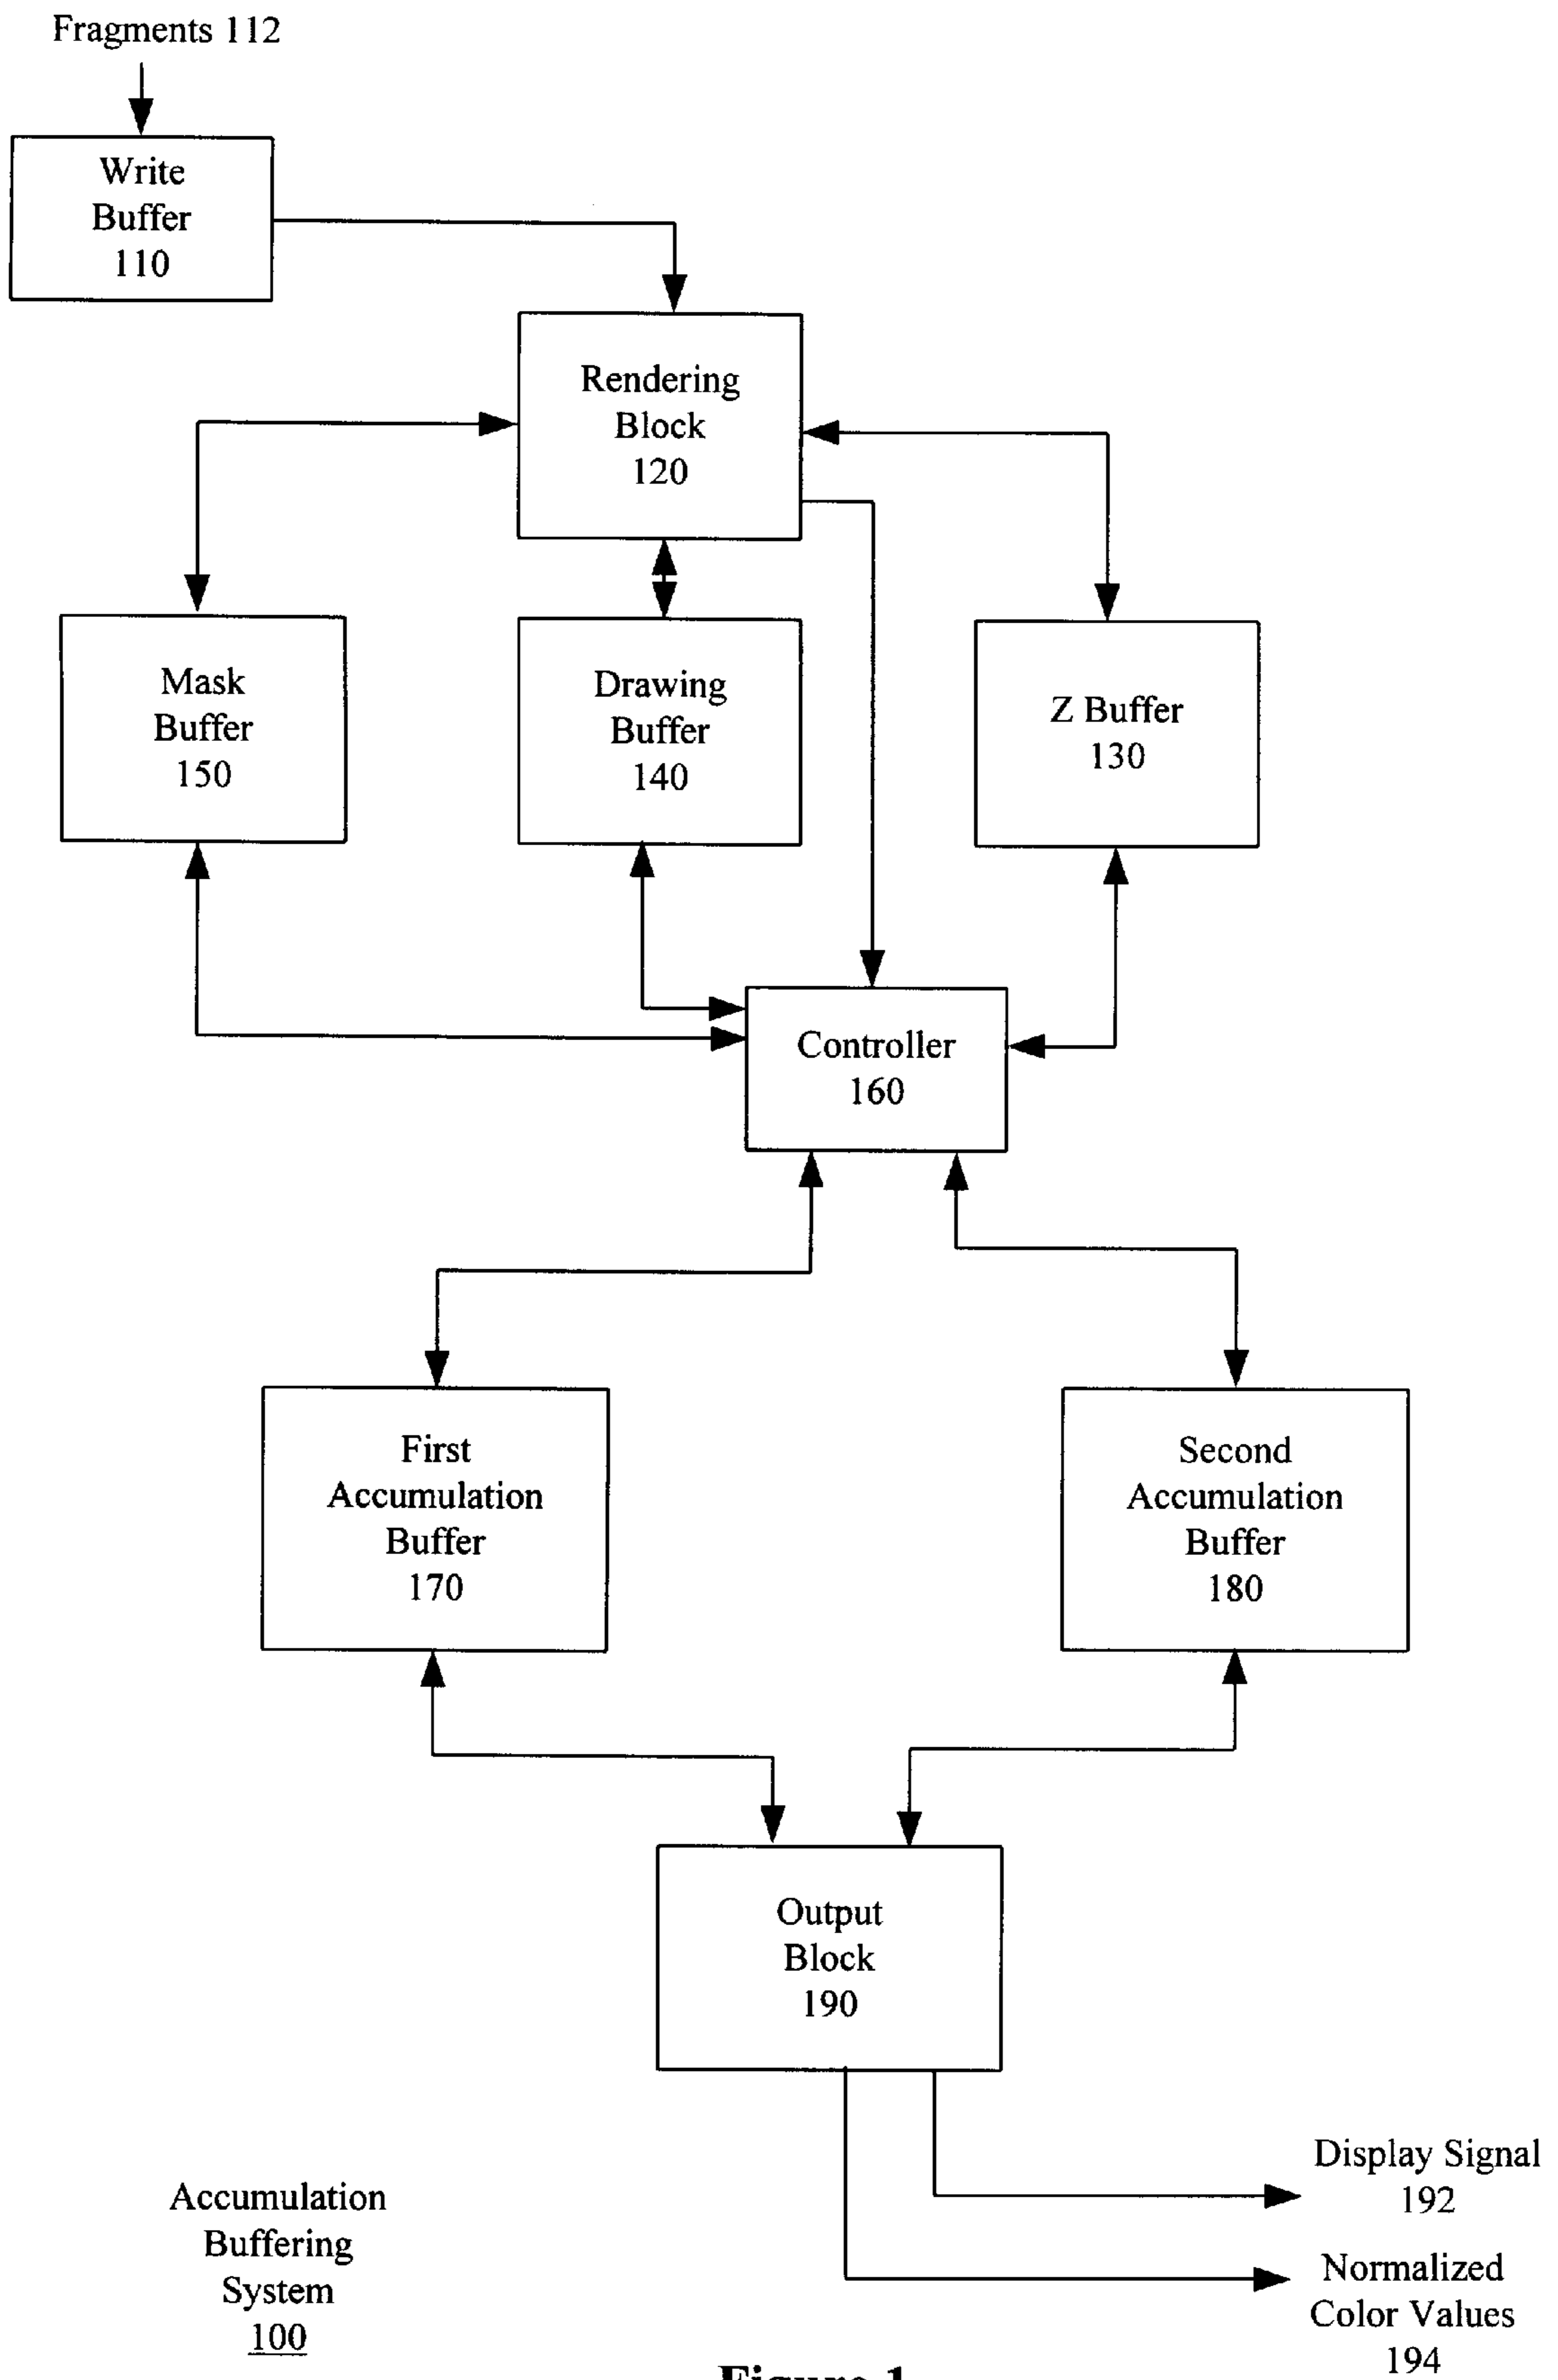 Fragments 112
Write
Buffer
110
Rendering
Block
120
Mask
Buffer
150
Drawing
Buffer
140
Z Buffer
130
Controller
160
First
Accumulation
Buffer
170
Second
Accumulation
Buffer
180
Output
Block
190
Display Signal
192
Normalized
Color Values
194
Accumulation
Buffering
System
100
Figure 1